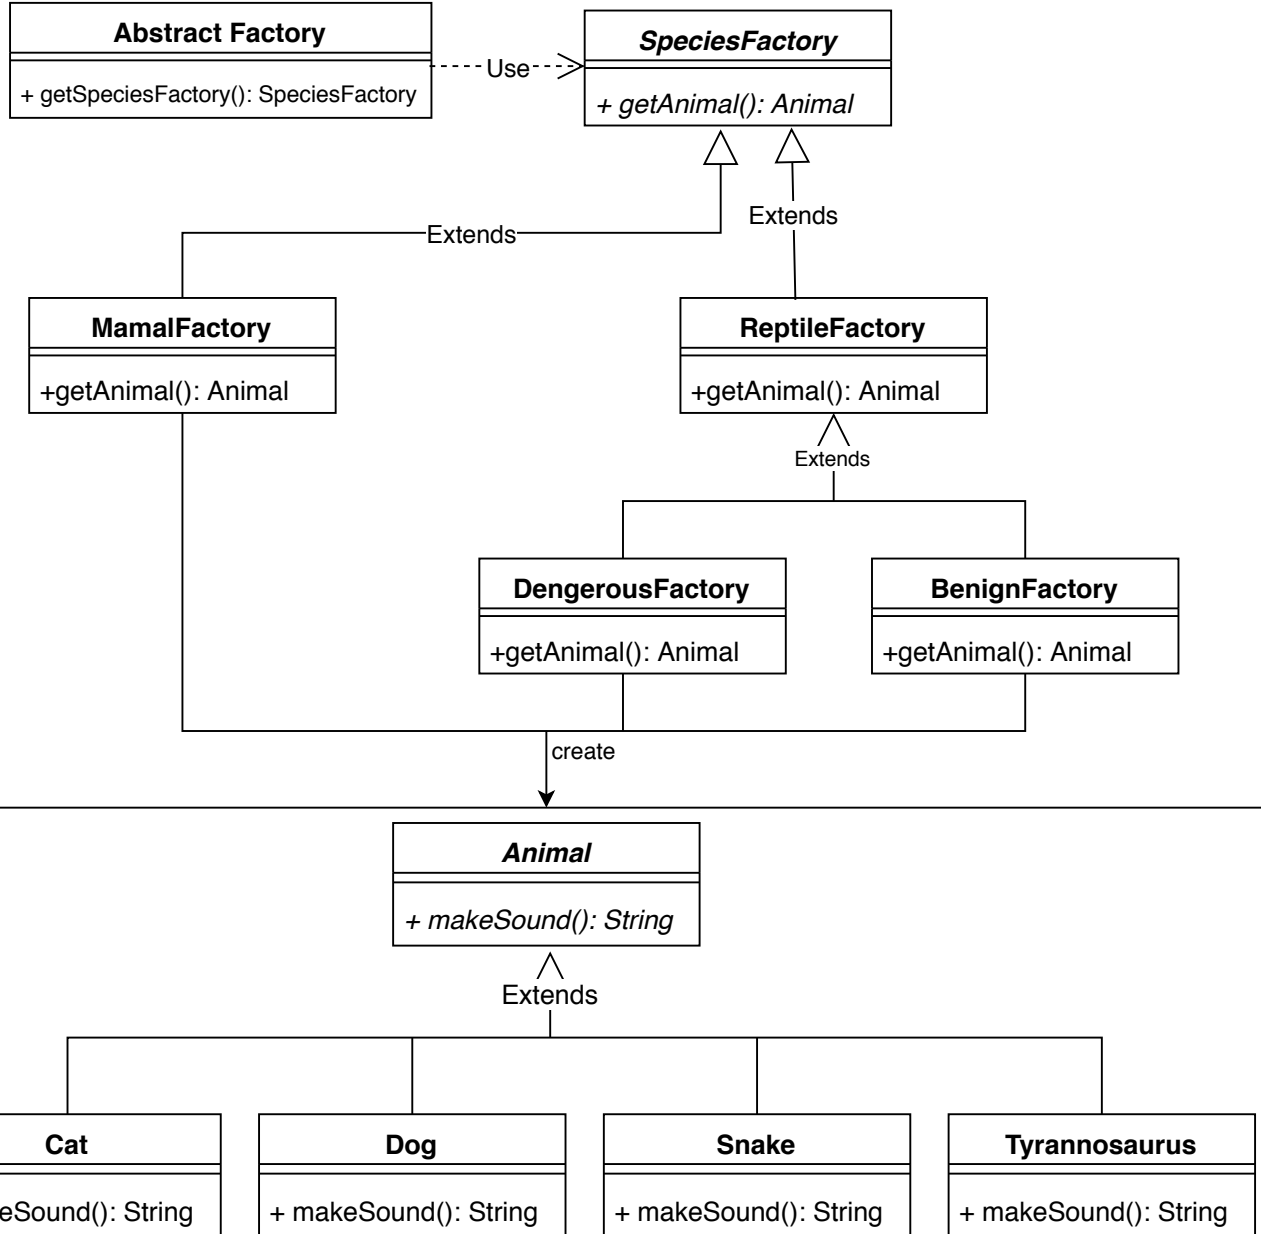 Abstract Factory
+ getSpeciesFactory(): SpeciesFactory
Use
SpeciesFactory
+ getAnimal(): Animal
Extends
Extends
MamalFactory
+getAnimal(): Animal
ReptileFactory
+getAnimal(): Animal
Extends
DengerousFactory
+getAnimal(): Animal
BenignFactory
+getAnimal(): Animal
create
Animal
+ makeSound(): String
Extends
Cat
eSound(): String
Dog
+ makeSound(): String
Snake
+ makeSound(): String
Tyrannosaurus
+ makeSound(): String